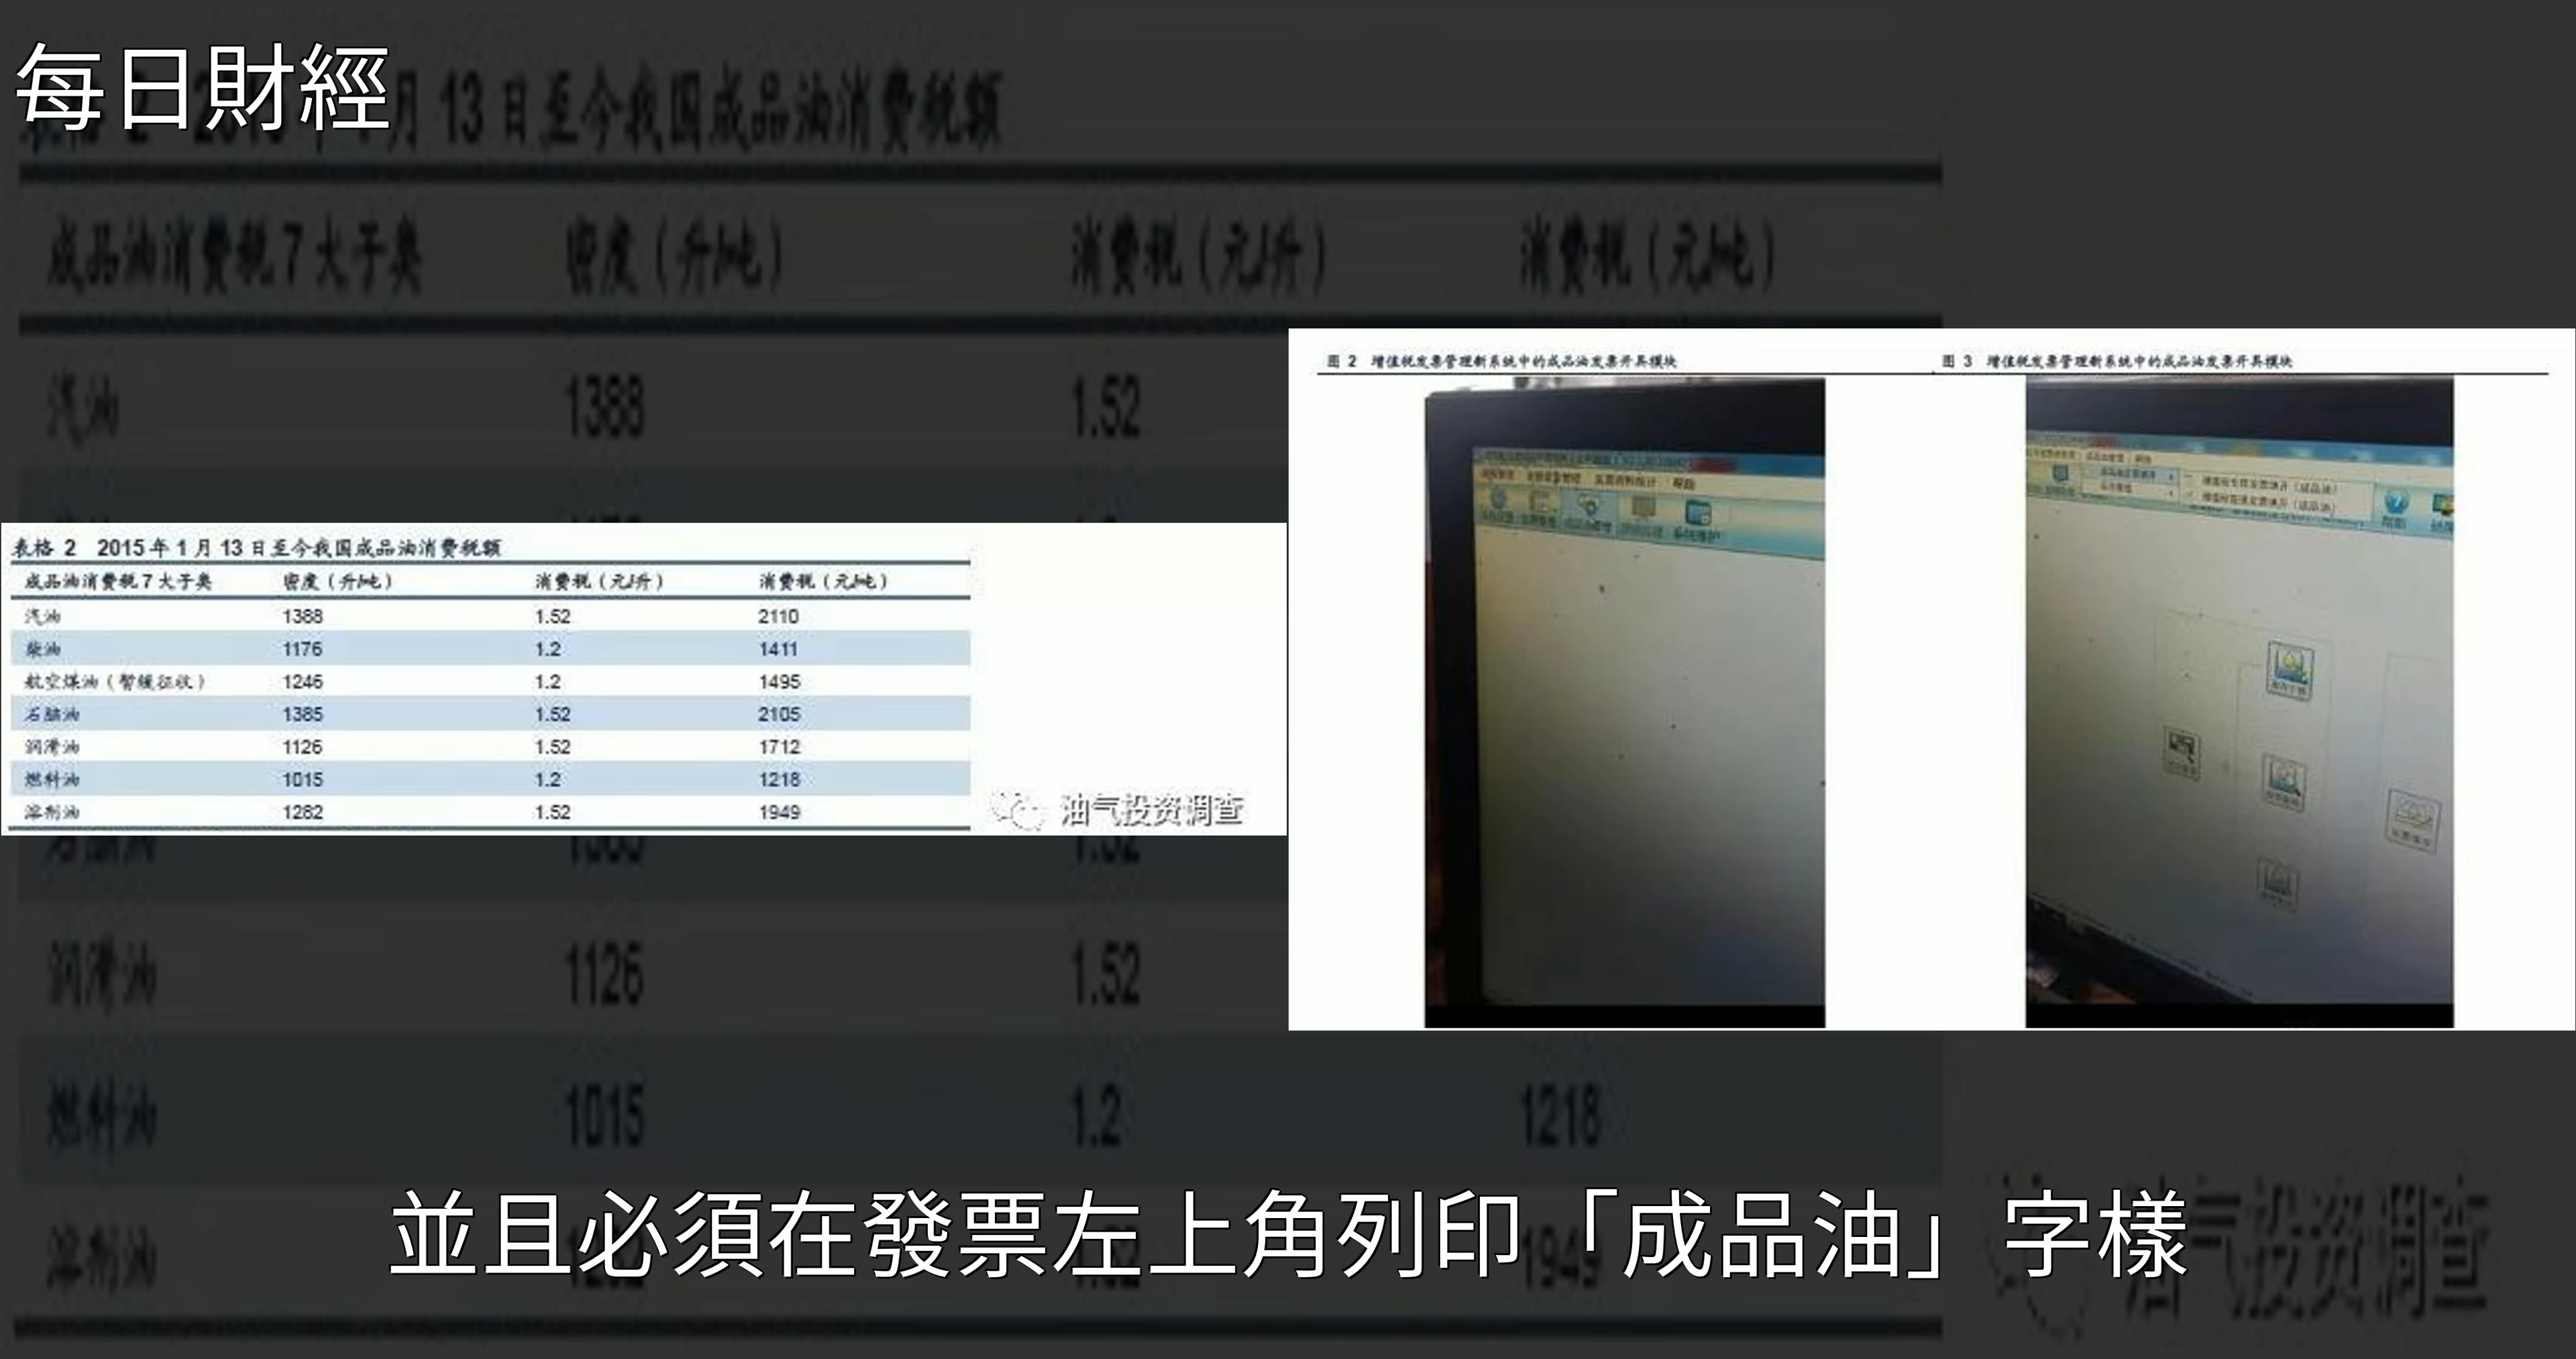 每日財經
表格 2 2015 年 1 月 13 日至今我国成品油消费税额
成品油消费税 7 大子类 密度（升/吨） 消费税（元/升） 消费税（元/吨）
汽油 1388 1.52 2110
柴油 1176 1.2 1411
航空煤油（暂缓征收） 1246 1.2 1495
石脑油 1385 1.52 2105
润滑油 1126 1.52 1712
燃料油 1015 1.2 1218
溶剂油 1282 1.52 1949
油气投资调查
图 2 增值税发票管理新系统中的成品油发票开具模块
图 3 增值税发票管理新系统中的成品油发票开具模块
帮助
並且必須在發票左上角列印「成品油」字樣